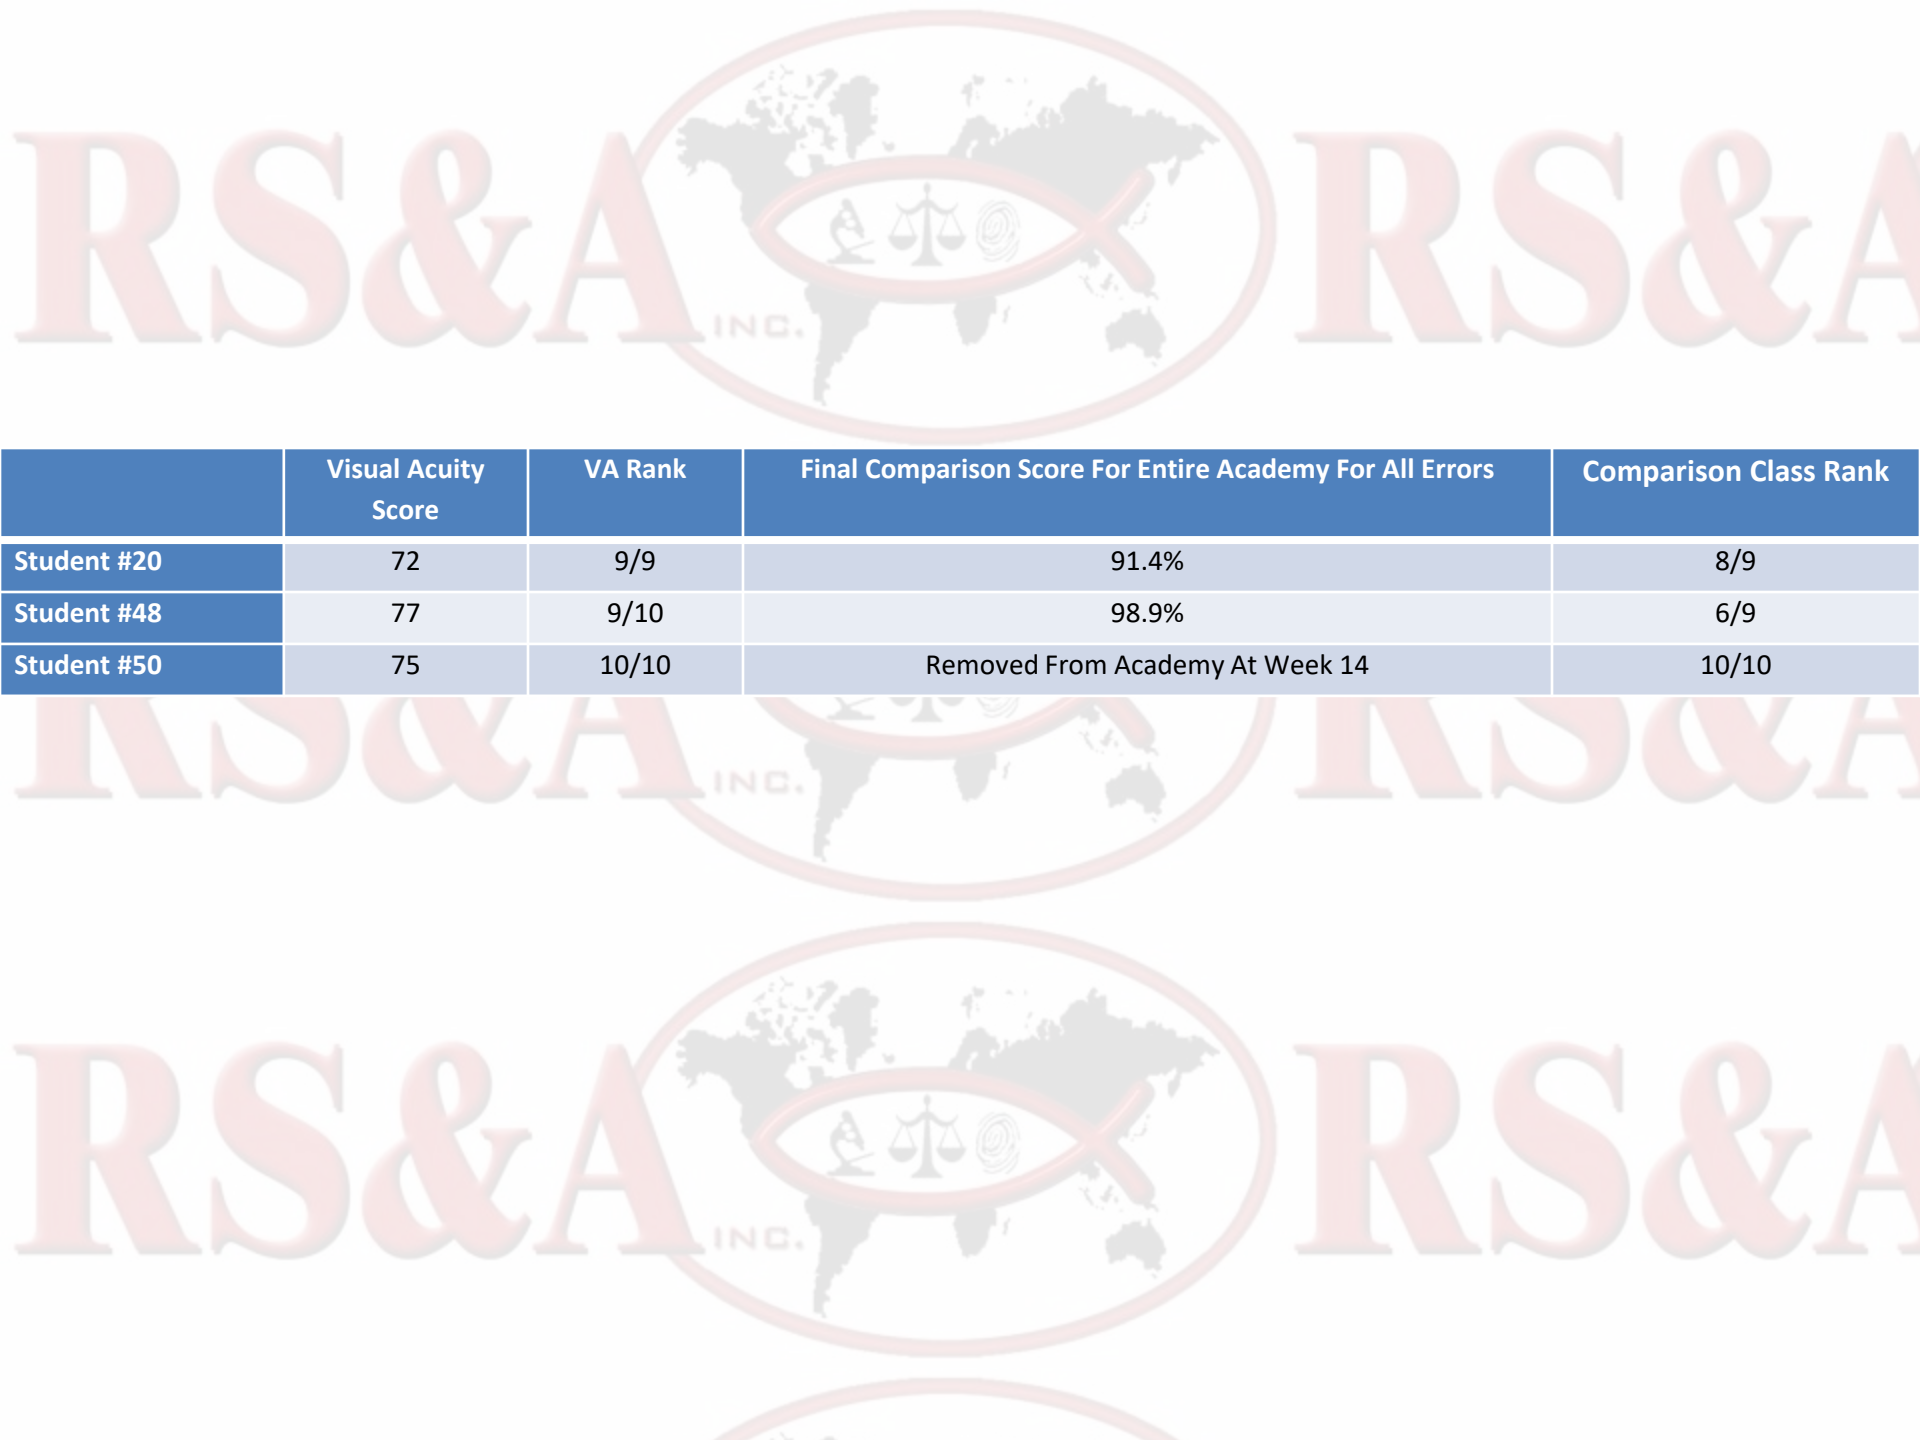 RS&A INC. RS&A
Visual Acuity Score VA Rank Final Comparison Score For Entire Academy For All Errors Comparison Class Rank
Student #20 72 9/9 91.4% 8/9
Student #48 77 9/10 98.9% 6/9
Student #50 75 10/10 Removed From Academy At Week 14 10/10
RS&A INC. RS&A
RS&A INC. RS&A